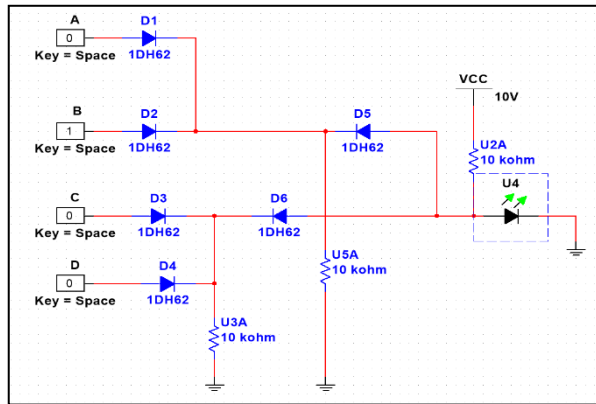 A
0
Key = Space
D1
1DH62
B
1
Key = Space
D2
1DH62
D5
1DH62
VCC
10V
U2A
10 kohm
U4
C
0
Key = Space
D3
1DH62
D6
1DH62
D
0
Key = Space
D4
1DH62
U5A
10 kohm
U3A
10 kohm